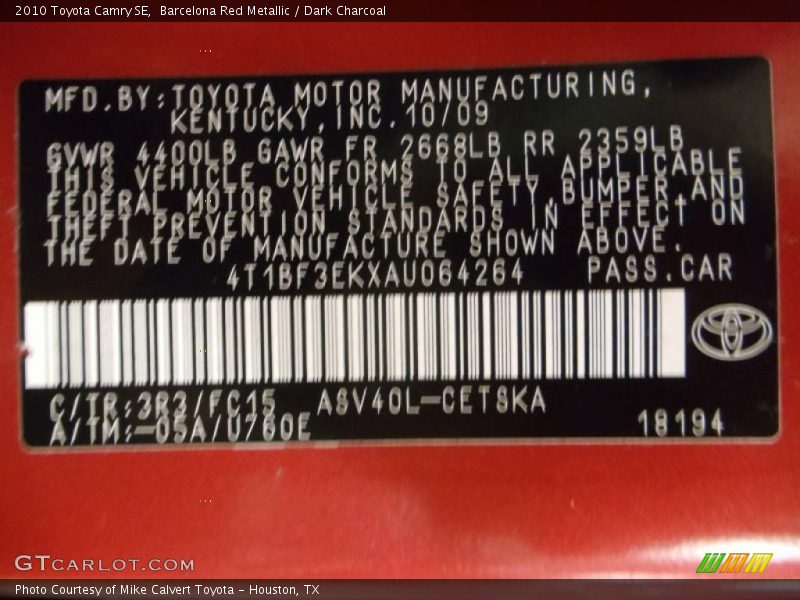 2010 Toyota Camry SE,  Barcelona Red Metallic / Dark Charcoal
MFD.BY:TOYOTA MOTOR MANUFACTURING,
KENTUCKY,INC.10/09
GVWR 4400LB GAWR FR 2668LB RR 2359LB
THIS VEHICLE CONFORMS TO ALL APPLICABLE
FEDERAL MOTOR VEHICLE SAFETY,BUMPER,AND
THEFT PREVENTION STANDARDS IN EFFECT ON
THE DATE OF MANUFACTURE SHOWN ABOVE.
4T1BF3EKXAU064264 PASS.CAR
C/TR:3R3/FC15 ASV40L-CETSKA
A/TM:-05A/U760E 18194
GTCARLOT.COM
Photo Courtesy of Mike Calvert Toyota - Houston, TX